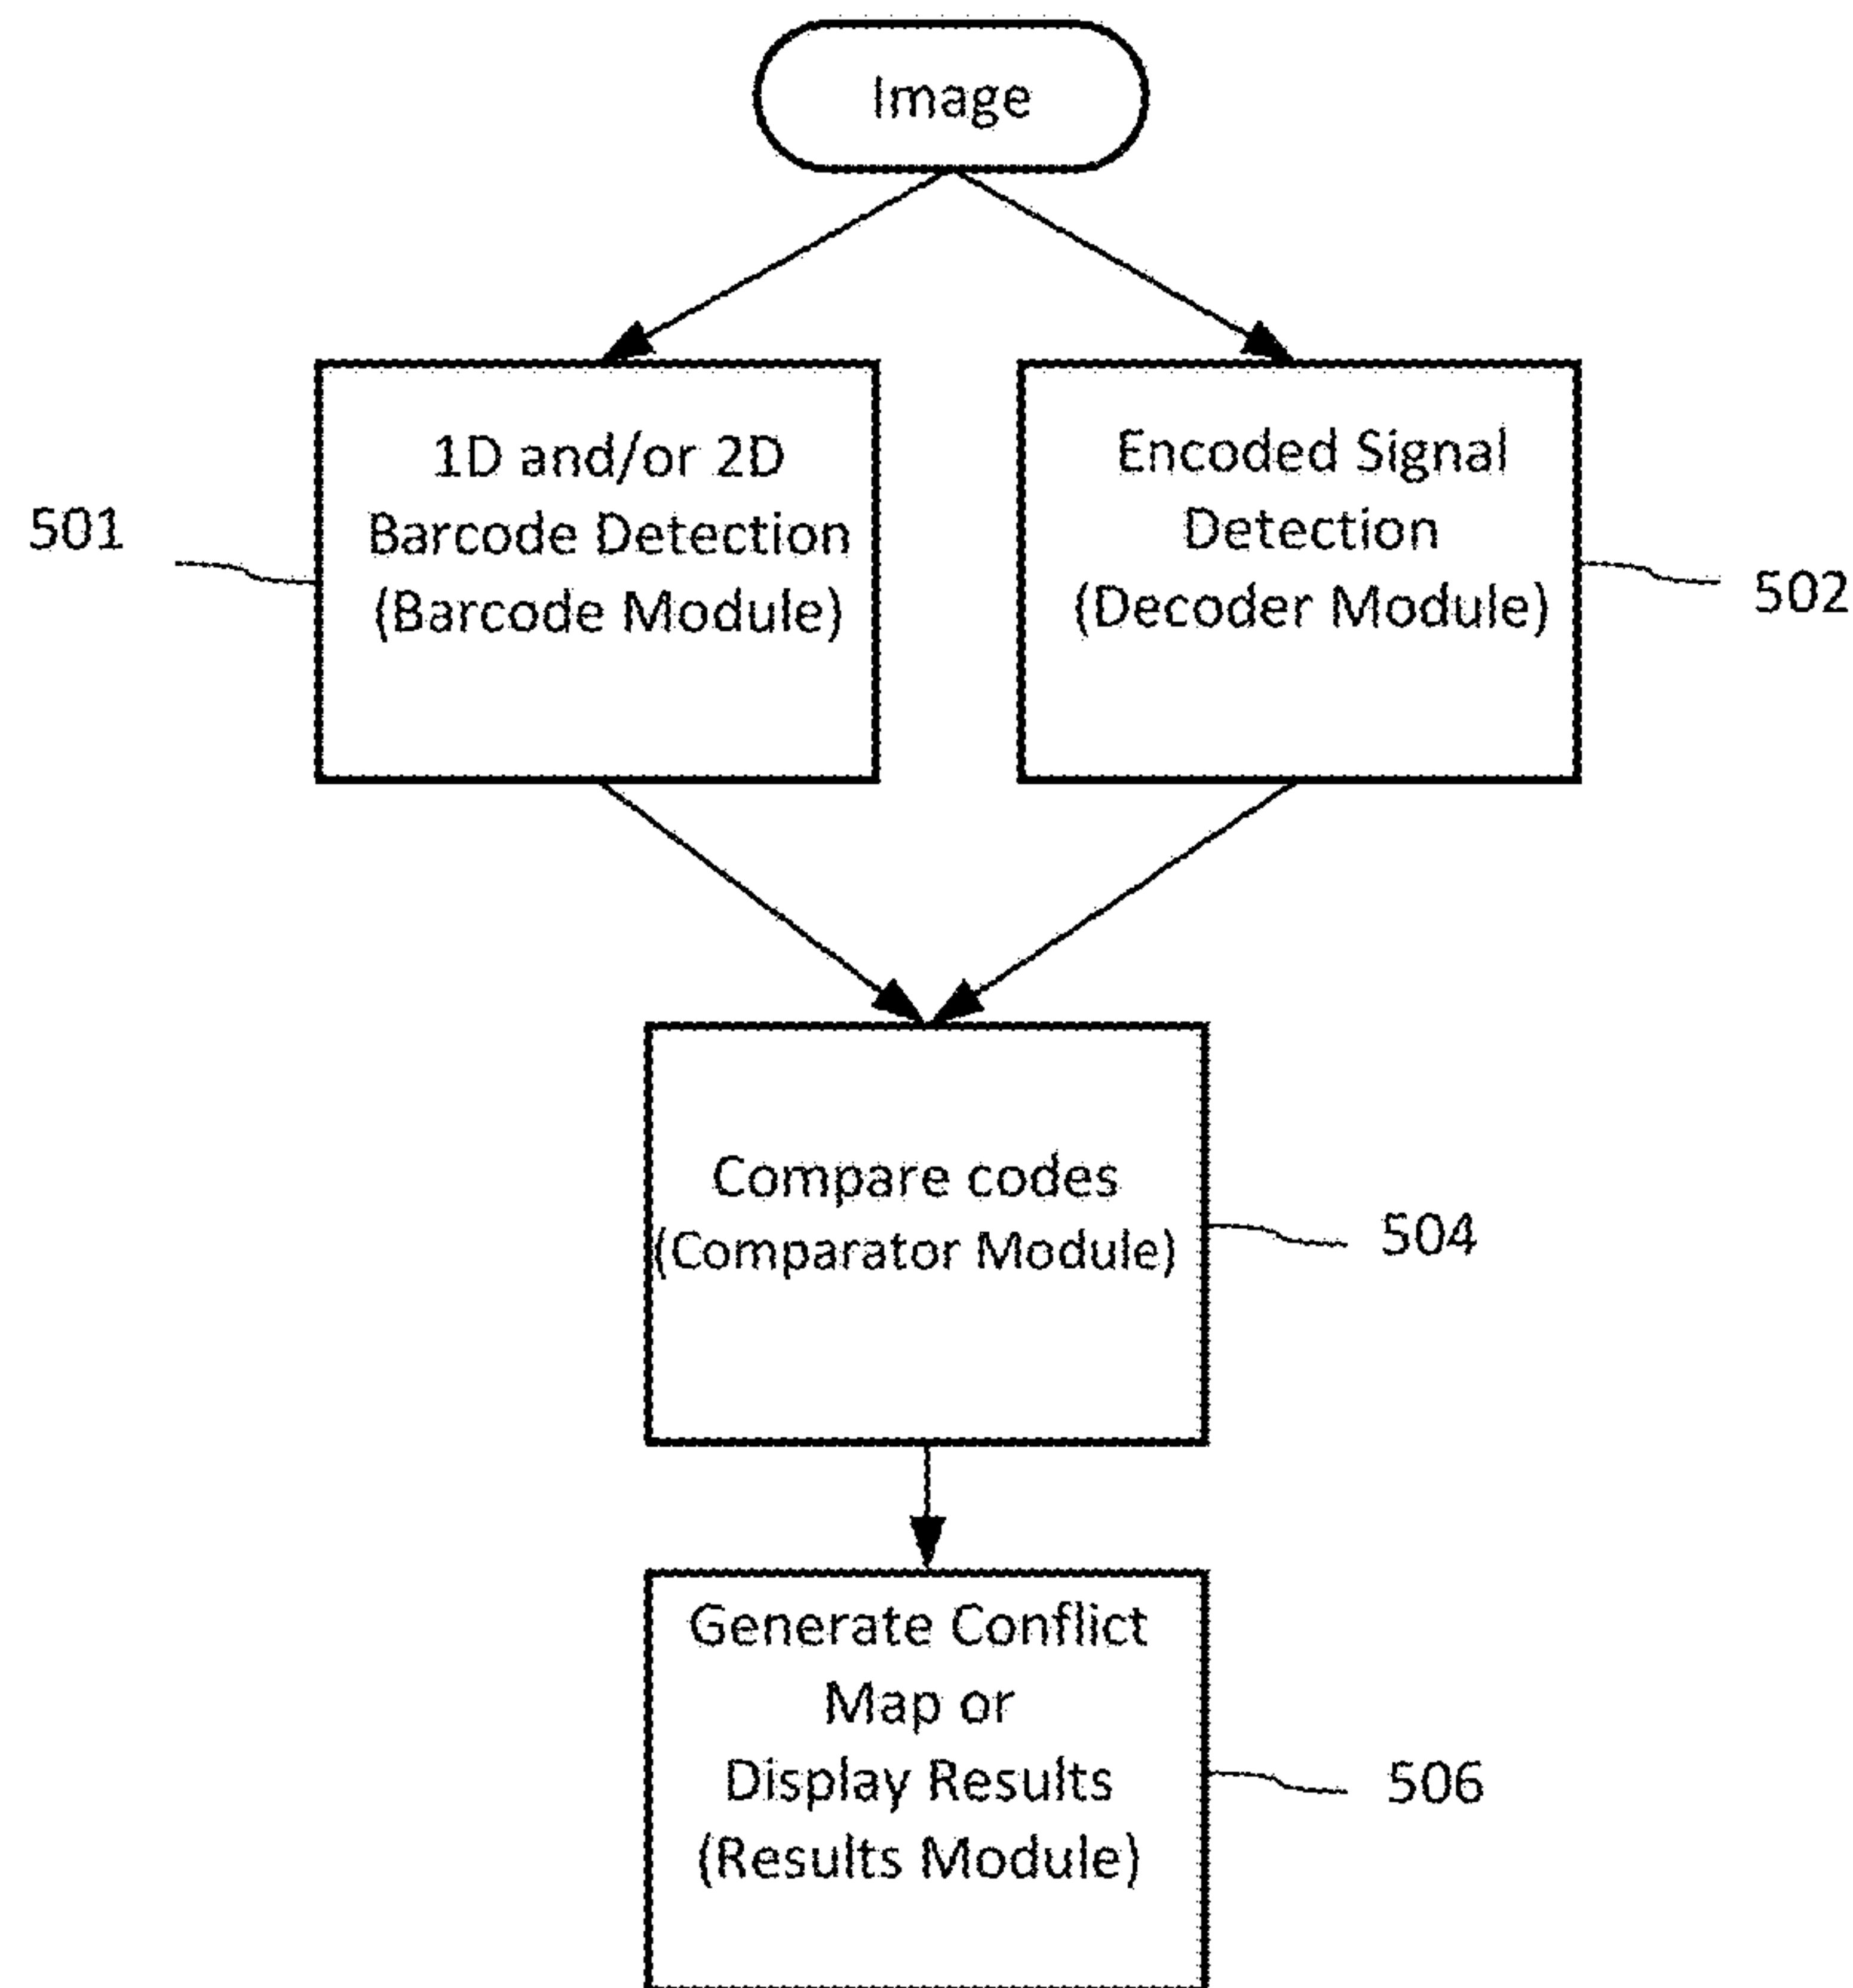 Image
1D and/or 2D
Barcode Detection
(Barcode Module)
501
Encoded Signal
Detection
(Decoder Module)
502
Compare codes
(Comparator Module)
504
Generate Conflict
Map or
Display Results
(Results Module)
506